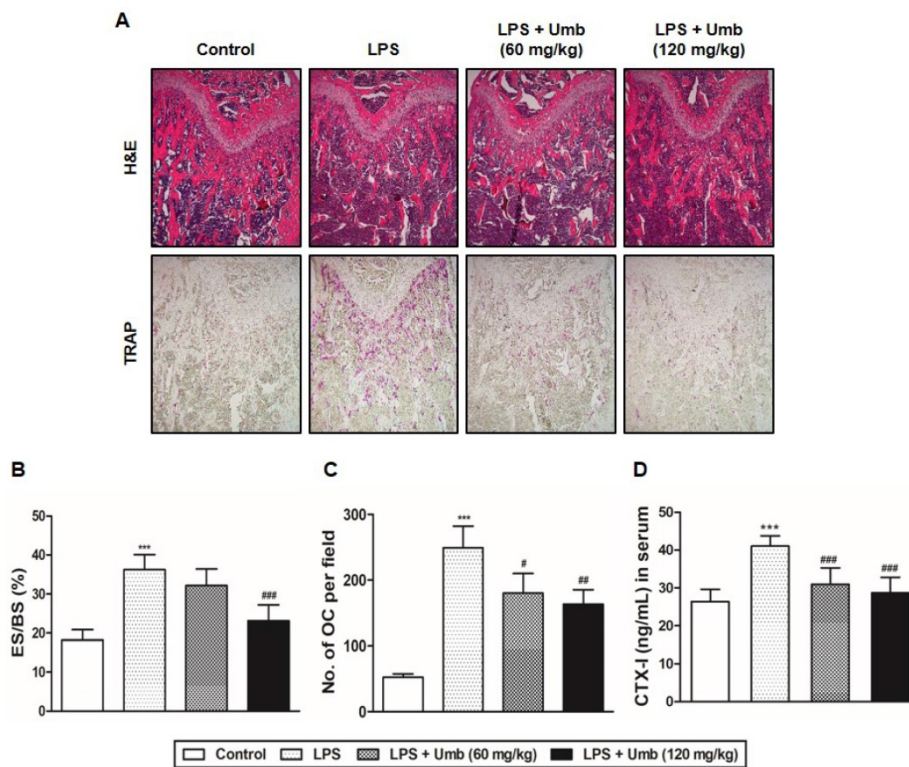 A
Control
LPS
LPS + Umb
(60 mg/kg)
LPS + Umb
(120 mg/kg)
H&E
TRAP
B
ES/BS (%)
50
40
30
20
10
0
***
###
C
No. of OC per field
300
200
100
0
***
#
##
D
CTX-I (ng/mL) in serum
50
40
30
20
10
0
***
###
###
Control
LPS
LPS + Umb (60 mg/kg)
LPS + Umb (120 mg/kg)